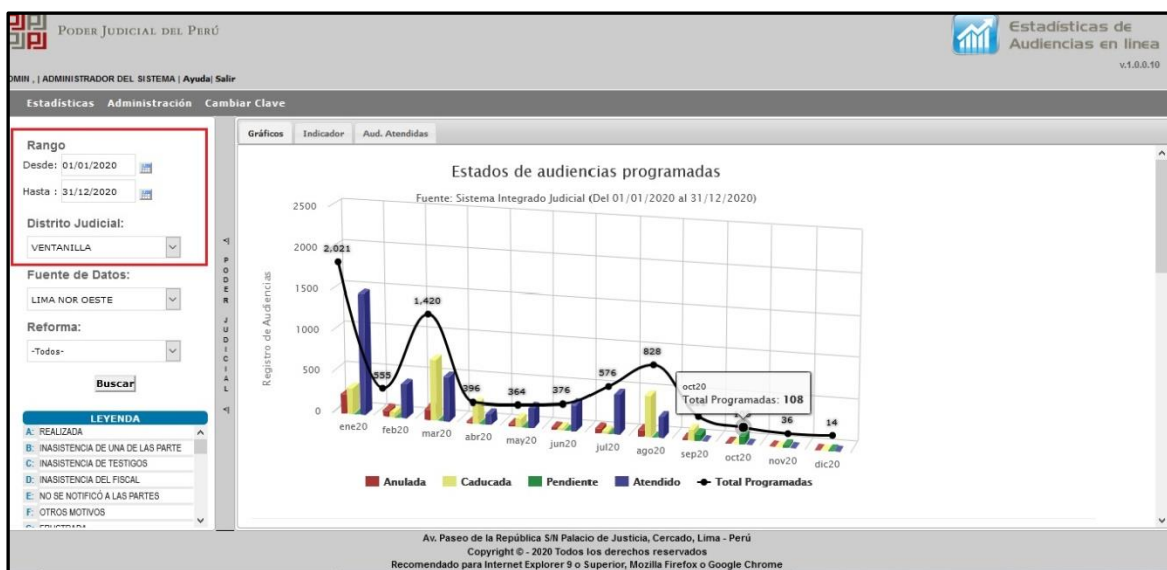 PODER JUDICIAL DEL PERÚ
Estadísticas de
Audiencias en línea
v.1.0.0.10
DMIN , | ADMINISTRADOR DEL SISTEMA | Ayuda| Salir
Estadísticas Administración Cambiar Clave
Rango
Desde: 01/01/2020
Hasta : 31/12/2020
Distrito Judicial:
VENTANILLA
Fuente de Datos:
LIMA NOR OESTE
Reforma:
-Todos-
Buscar
LEYENDA
A: REALIZADA
B: INASISTENCIA DE UNA DE LAS PARTE
C: INASISTENCIA DE TESTIGOS
D: INASISTENCIA DEL FISCAL
E: NO SE NOTIFICÓ A LAS PARTES
F: OTROS MOTIVOS
PODER JUDICIAL
Gráficos Indicador Aud. Atendidas
Estados de audiencias programadas
Fuente: Sistema Integrado Judicial (Del 01/01/2020 al 31/12/2020)
Registro de Audiencias
2500
2000
1500
1000
500
0
2,021
555
1,420
396
364
376
576
828
36
14
oct20
Total Programadas: 108
ene20 feb20 mar20 abr20 may20 jun20 jul20 ago20 sep20 oct20 nov20 dic20
Anulada Caducada Pendiente Atendido Total Programadas
Av. Paseo de la República S/N Palacio de Justicia, Cercado, Lima - Perú
Copyright © - 2020 Todos los derechos reservados
Recomendado para Internet Explorer 9 o Superior, Mozilla Firefox o Google Chrome